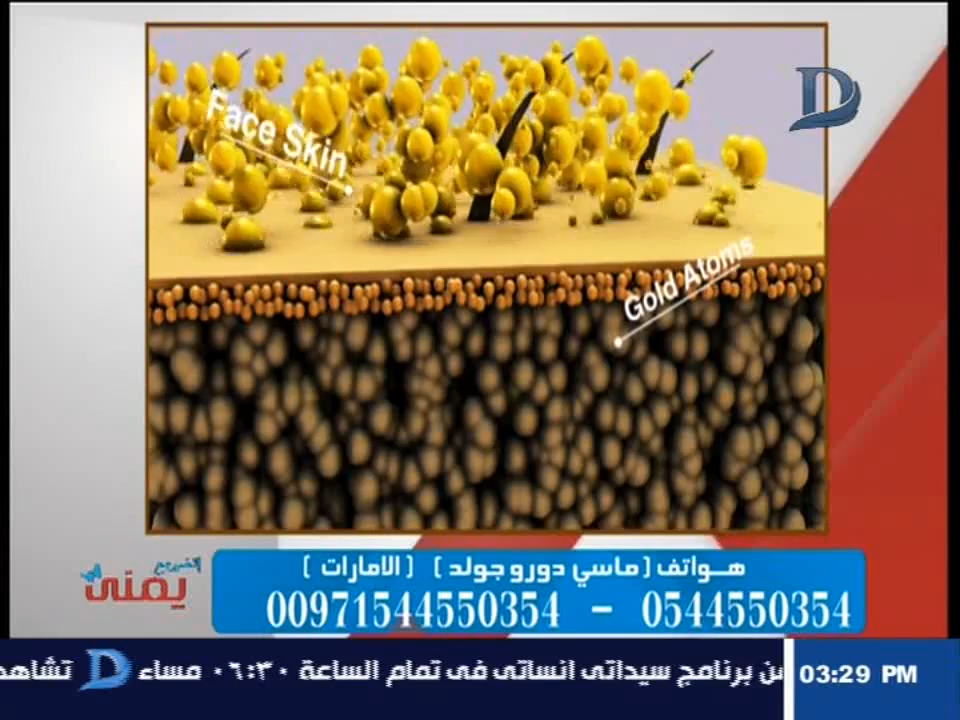 D
Face Skin
Gold Atoms
هـواتف [ ماسي دورو جولد ] [ الامارات ]
00971544550354 – 0544550354
يمنى
برنامج سيداتى انساتى فى تمام الساعة ٠٦:٣٠ مساء D تشاهد
03:29 PM